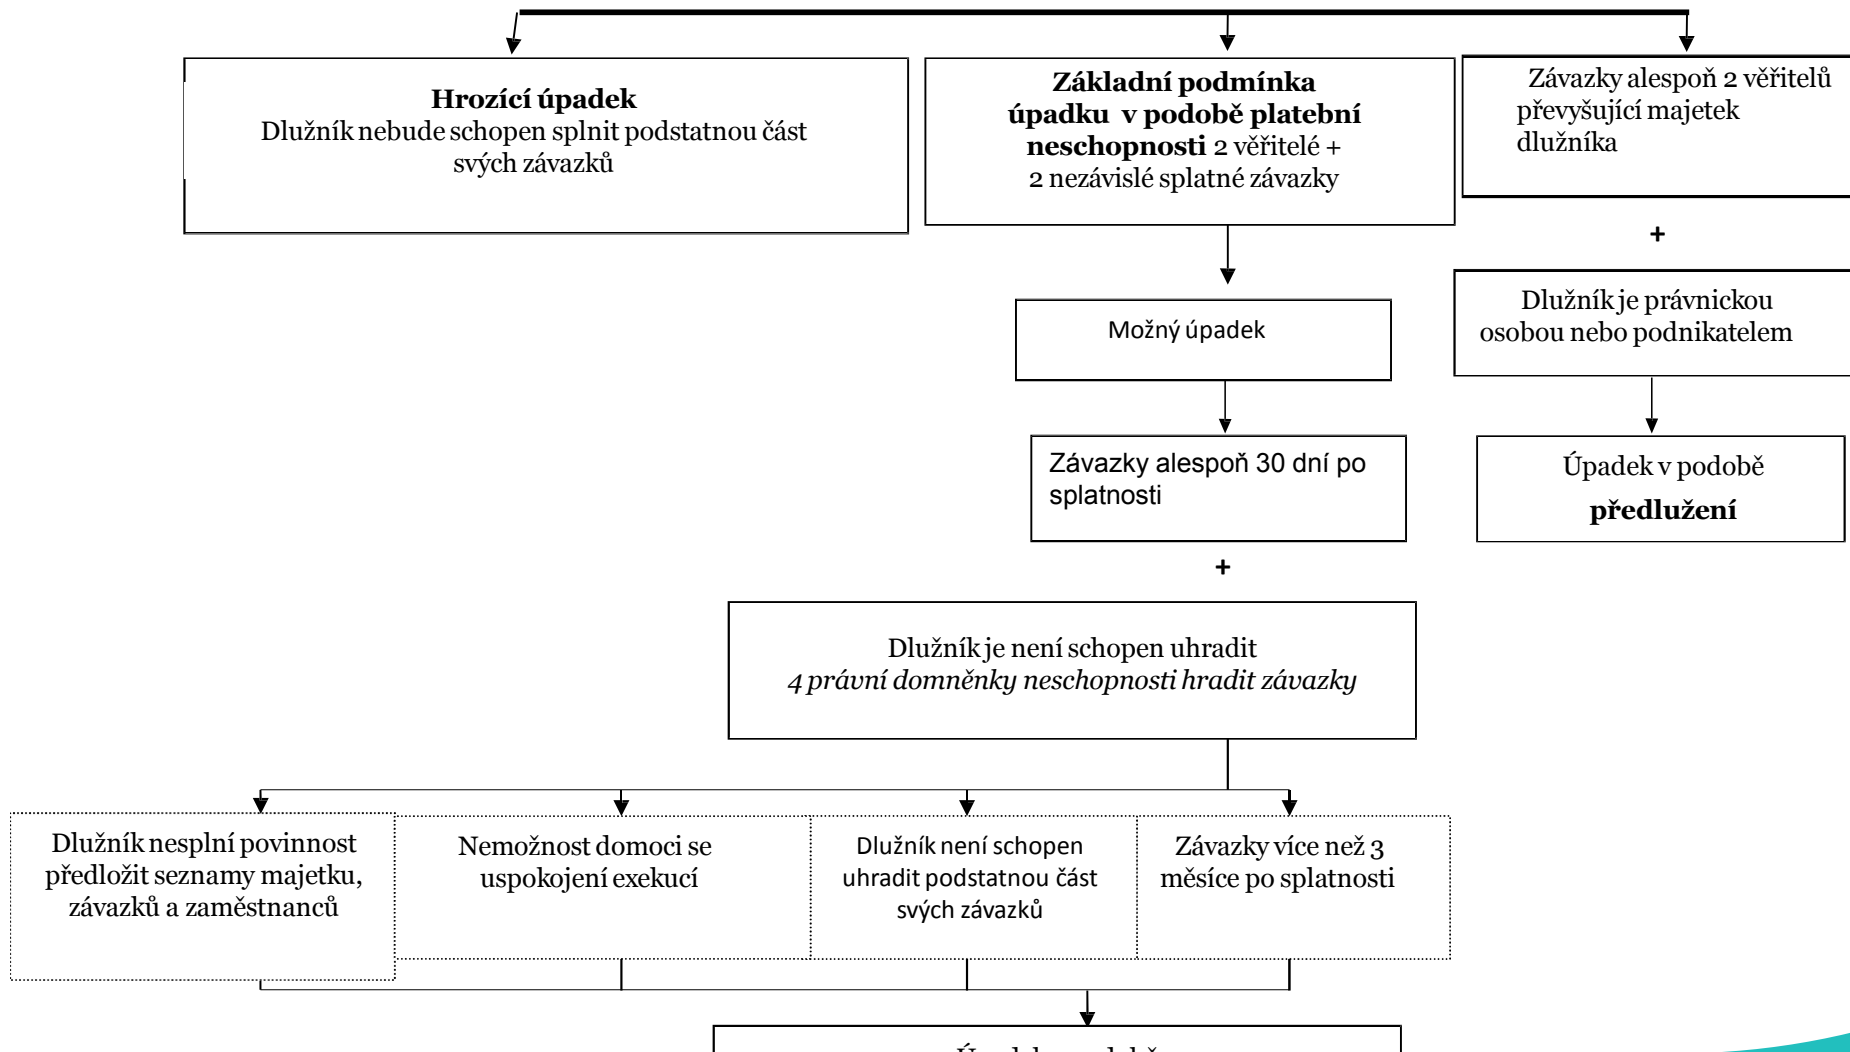 Hrozící úpadek
Dlužník nebude schopen splnit podstatnou část
svých závazků
Základní podmínka
úpadku v podobě platební
neschopnosti 2 věřitelé +
2 nezávislé splatné závazky
Závazky alespoň 2 věřitelů
převyšující majetek
dlužníka
+
Dlužník je právnickou
osobou nebo podnikatelem
Možný úpadek
Závazky alespoň 30 dní po
splatnosti
Úpadek v podobě
předlužení
+
Dlužník je není schopen uhradit
4 právní domněnky neschopnosti hradit závazky
Dlužník nesplní povinnost
předložit seznamy majetku,
závazků a zaměstnanců
Nemožnost domoci se
uspokojení exekucí
Dlužník není schopen
uhradit podstatnou část
svých závazků
Závazky více než 3
měsíce po splatnosti
Úpadek v podobě